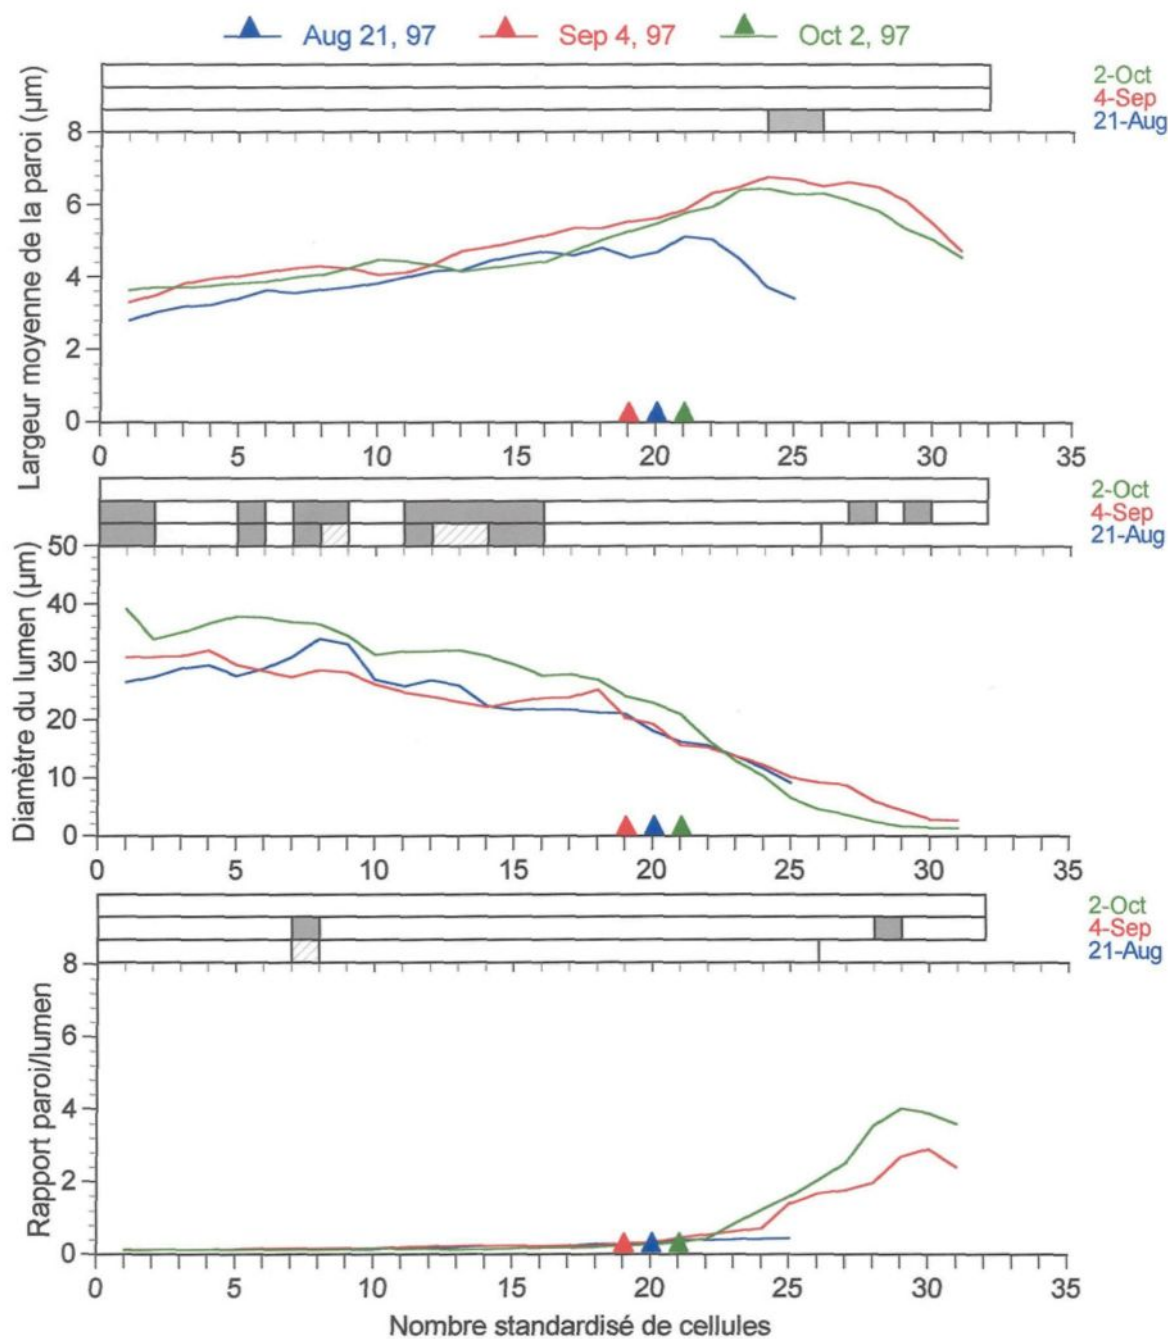 Aug 21, 97 Sep 4, 97 Oct 2, 97
2-Oct
4-Sep
21-Aug
Largeur moyenne de la paroi (µm)
8
6
4
2
0
0 5 10 15 20 25 30 35
2-Oct
4-Sep
21-Aug
Diamètre du lumen (µm)
50
40
30
20
10
0
0 5 10 15 20 25 30 35
2-Oct
4-Sep
21-Aug
Rapport paroi/lumen
8
6
4
2
0
0 5 10 15 20 25 30 35
Nombre standardisé de cellules